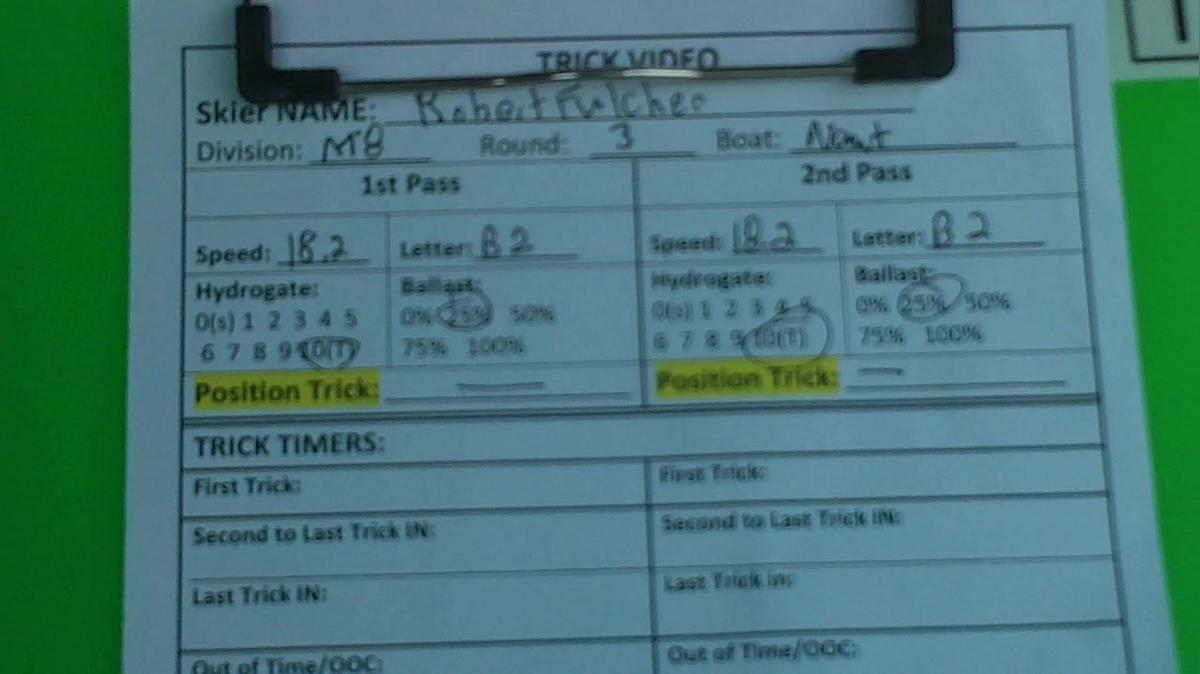 TRICK VIDEO
Skier NAME: Robert Fulcher
Division: M8 Round: 3 Boat:
1st Pass 2nd Pass
Speed: 18.2 Letter: B2 Speed: 18.2 Letter: B2
Hydrogate: Ballast: Hydrogate: Ballast:
0(s) 1 2 3 4 5 0% 25% 50% 0(s) 1 2 3 4 5 0% 25% 50%
6 7 8 9 10(T) 75% 100% 6 7 8 9 10(T) 75% 100%
Position Trick: — Position Trick: —
TRICK TIMERS:
First Trick: First Trick:
Second to Last Trick IN: Second to Last Trick IN:
Last Trick IN: Last Trick in:
Out of Time/OOC: Out of Time/OOC: